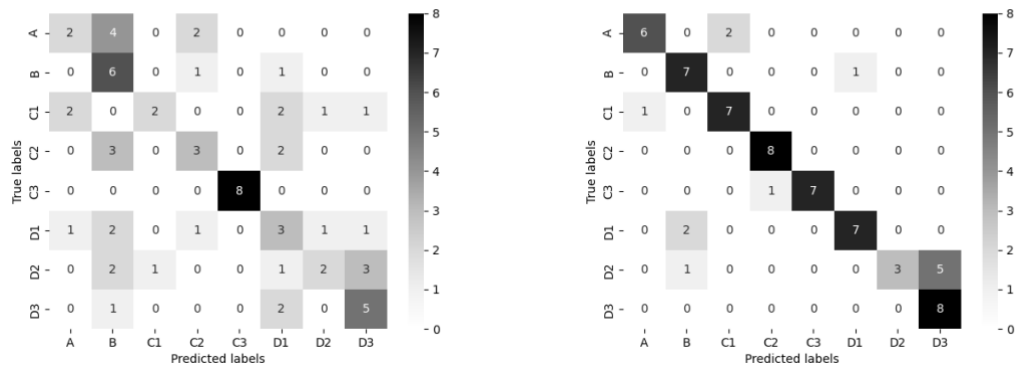 A 2 4 0 2 0 0 0 0
B 0 6 0 1 0 1 0 0
C1 2 0 2 0 0 2 1 1
C2 0 3 0 3 0 2 0 0
C3 0 0 0 0 8 0 0 0
D1 1 2 0 1 0 3 1 1
D2 0 2 1 0 0 1 2 3
D3 0 1 0 0 0 2 0 5
A B C1 C2 C3 D1 D2 D3
Predicted labels
True labels
8
7
6
5
4
3
2
1
0
A 6 0 2 0 0 0 0 0
B 0 7 0 0 0 1 0 0
C1 1 0 7 0 0 0 0 0
C2 0 0 0 8 0 0 0 0
C3 0 0 0 1 7 0 0 0
D1 0 2 0 0 0 7 0 0
D2 0 1 0 0 0 0 3 5
D3 0 0 0 0 0 0 0 8
A B C1 C2 C3 D1 D2 D3
Predicted labels
True labels
8
7
6
5
4
3
2
1
0